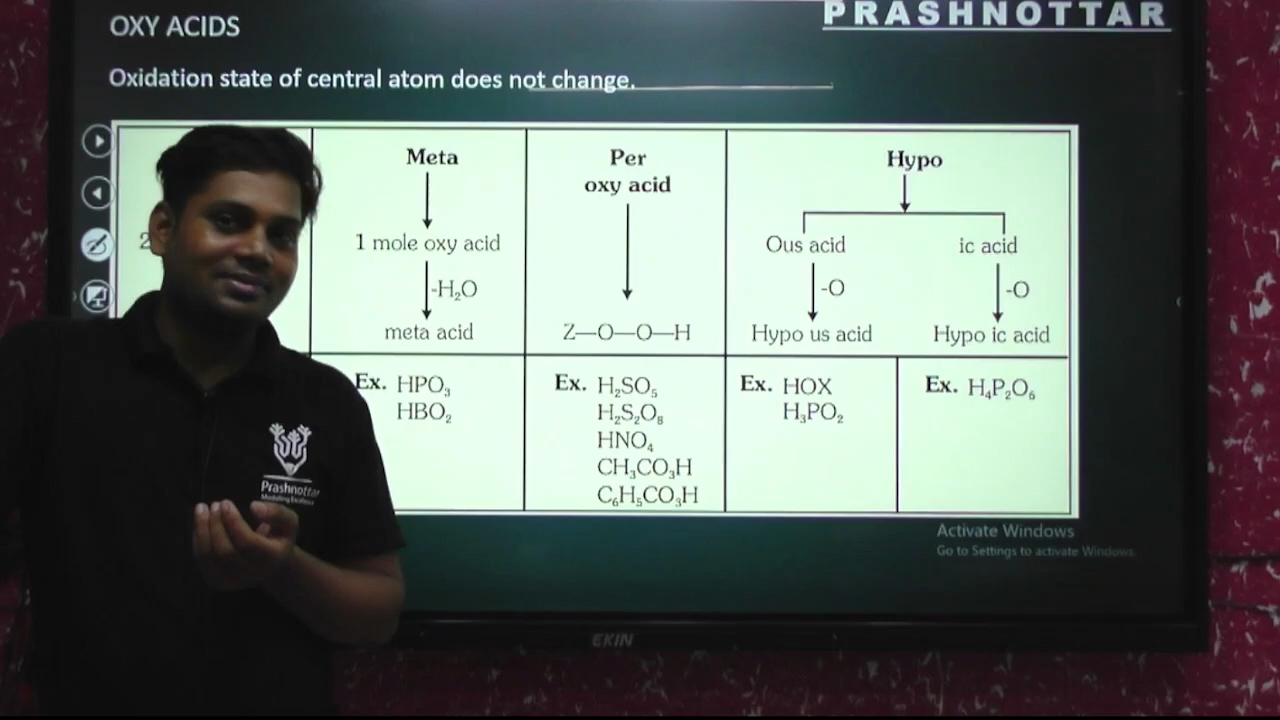 PRASHNOTTAR
OXY ACIDS
Oxidation state of central atom does not change.
2
Meta
1 mole oxy acid
-H₂O
meta acid
Ex. HPO₃
HBO₂
Per
oxy acid
Z—O—O—H
Ex. H₂SO₅
H₂S₂O₈
HNO₄
CH₃CO₃H
C₆H₅CO₃H
Hypo
Ous acid
ic acid
-O
-O
Hypo us acid
Hypo ic acid
Ex. HOX
H₃PO₂
Ex. H₄P₂O₆
Activate Windows
Go to Settings to activate Windows.
Prashnottar
EKIN